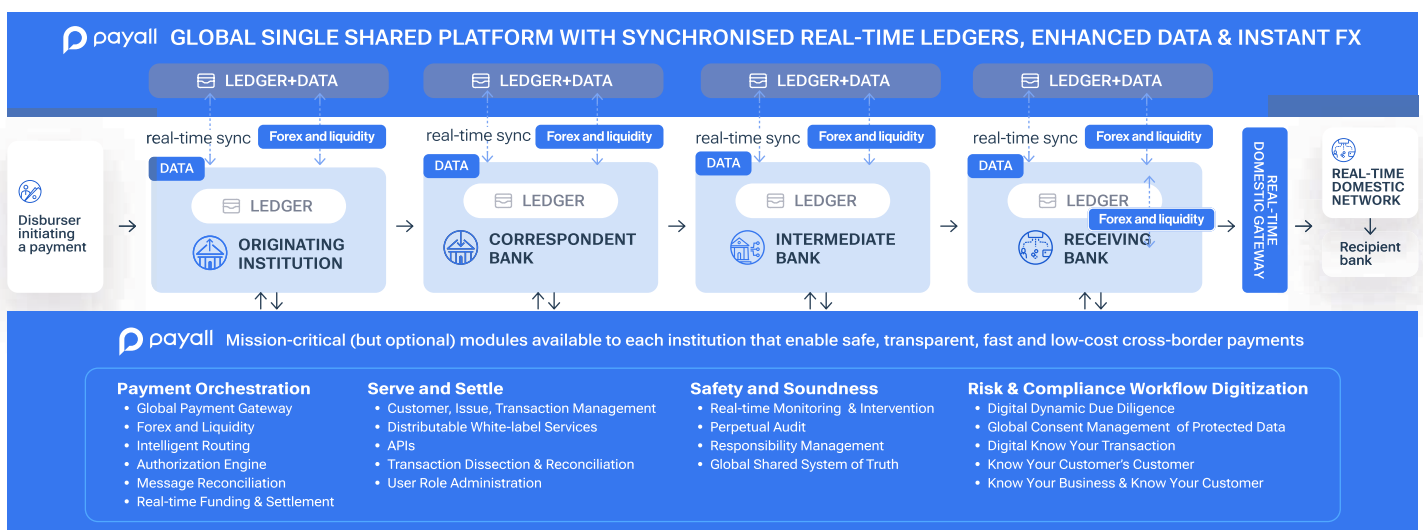 payall GLOBAL SINGLE SHARED PLATFORM WITH SYNCHRONISED REAL-TIME LEDGERS, ENHANCED DATA & INSTANT FX
LEDGER+DATA
LEDGER+DATA
LEDGER+DATA
LEDGER+DATA
real-time sync
Forex and liquidity
real-time sync
Forex and liquidity
real-time sync
Forex and liquidity
real-time sync
Forex and liquidity
Disburser
initiating
a payment
DATA
LEDGER
ORIGINATING
INSTITUTION
DATA
LEDGER
CORRESPONDENT
BANK
DATA
LEDGER
INTERMEDIATE
BANK
DATA
LEDGER
Forex and liquidity
RECEIVING
BANK
REAL-TIME
DOMESTIC GATEWAY
REAL-TIME
DOMESTIC
NETWORK
Recipient
bank
payall Mission-critical (but optional) modules available to each institution that enable safe, transparent, fast and low-cost cross-border payments
Payment Orchestration
• Global Payment Gateway
• Forex and Liquidity
• Intelligent Routing
• Authorization Engine
• Message Reconciliation
• Real-time Funding & Settlement
Serve and Settle
• Customer, Issue, Transaction Management
• Distributable White-label Services
• APIs
• Transaction Dissection & Reconciliation
• User Role Administration
Safety and Soundness
• Real-time Monitoring & Intervention
• Perpetual Audit
• Responsibility Management
• Global Shared System of Truth
Risk & Compliance Workflow Digitization
• Digital Dynamic Due Diligence
• Global Consent Management of Protected Data
• Digital Know Your Transaction
• Know Your Customer's Customer
• Know Your Business & Know Your Customer